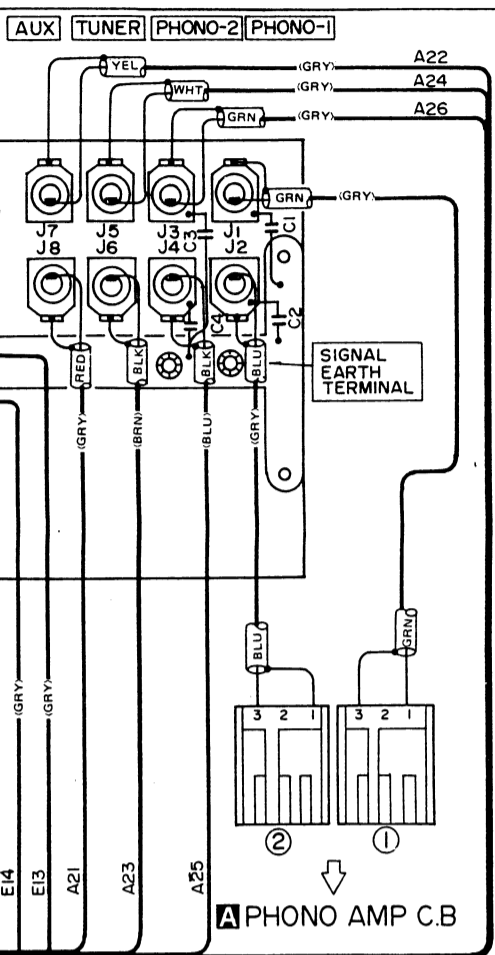 AUX TUNER PHONO-2 PHONO-1
YEL (GRY) A22
WHT (GRY) A24
GRN (GRY) A26
GRN (GRY)
J7 J5 J3 J1
C3 C1
J8 J6 J4 J2
C4 C2
RED BLK BLK BLU
SIGNAL
EARTH
TERMINAL
(GRY) (BRN) (BLU) (GRY)
BLU GRN
(GRY) (GRY)
3 2 1 3 2 1
2 1
E14 E13 A21 A23 A25
A PHONO AMP C.B